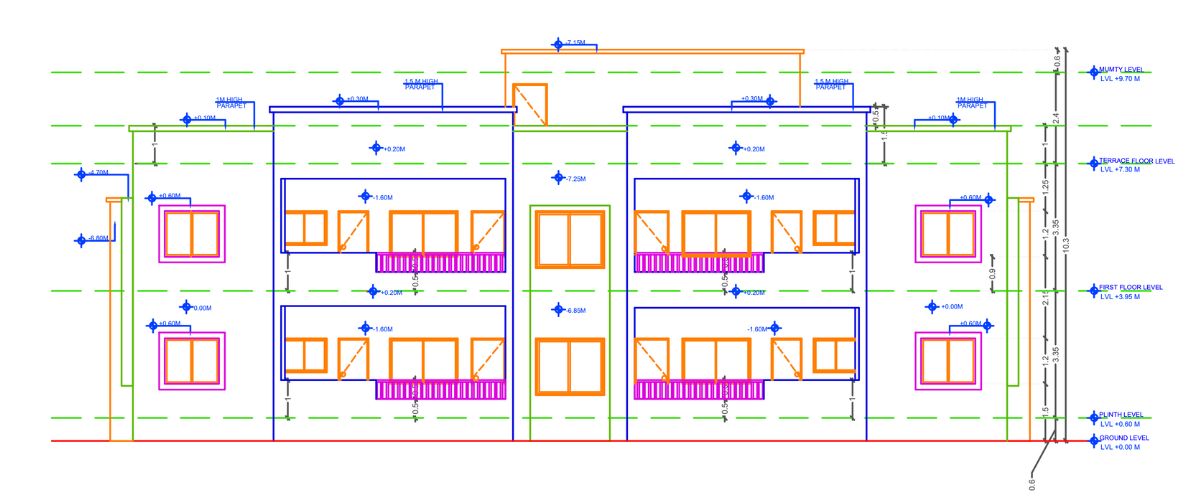 -7.15M
0.6
MUMTY LEVEL
LVL +9.70 M
1.5 M HIGH
PARAPET
1.5 M HIGH
PARAPET
1M HIGH
PARAPET
+0.30M
+0.30M
1M HIGH
PARAPET
+0.10M
+0.10M
0.5
2.4
1
1.5
1
+0.20M
+0.20M
TERRACE FLOOR LEVEL
LVL +7.30 M
-4.70M
-7.25M
+0.60M
-1.60M
-1.60M
+0.60M
1.25
-6.80M
1.2
3.35
10.3
1
0.5
0.5
1
0.9
+0.20M
+0.20M
FIRST FLOOR LEVEL
LVL +3.95 M
0.00M
-6.85M
+0.00M
2.15
+0.60M
-1.60M
-1.60M
+0.60M
1.2
3.35
1
0.5
0.5
1
1.5
PLINTH LEVEL
LVL +0.60 M
GROUND LEVEL
LVL +0.00 M
0.6